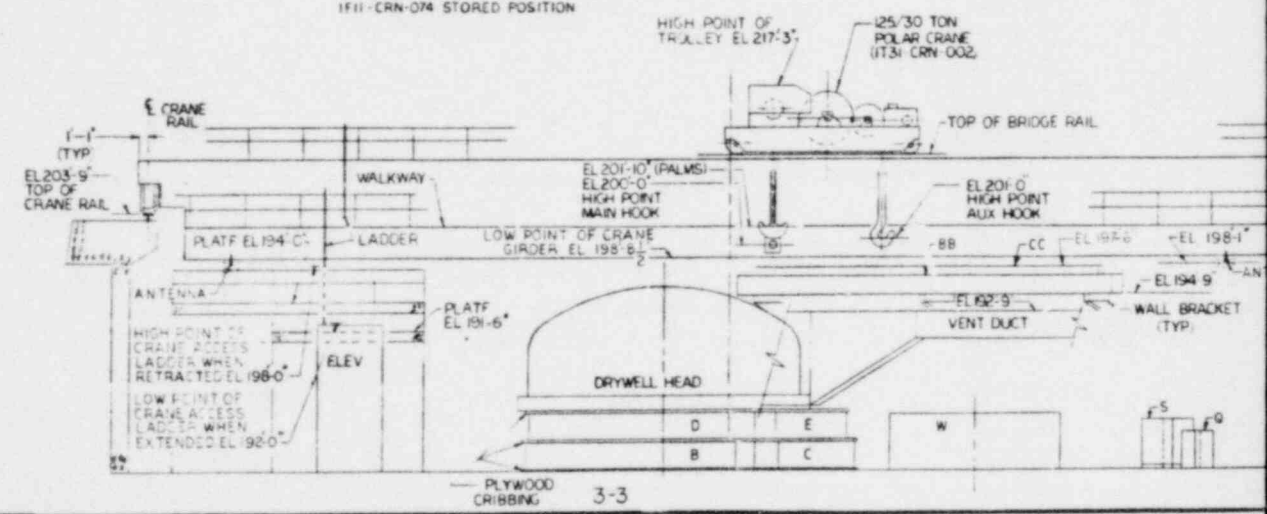 1F11-CRN-074 STORED POSITION
HIGH POINT OF
TROLLEY EL 217'-3"
125/30 TON
POLAR CRANE
(1T31-CRN-002)
℄ CRANE
RAIL
1'-1"
(TYP)
EL 203'-9"
TOP OF
CRANE RAIL
WALKWAY
TOP OF BRIDGE RAIL
EL 201'-10" (PALMS)
EL 200'-0"
HIGH POINT
MAIN HOOK
EL 201'-0"
HIGH POINT
AUX HOOK
PLATF EL 194'-0"
LADDER
LOW POINT OF CRANE
GIRDER EL 198'-8 1/2
BB
CC
EL 197'-6"
EL 198'-1"
ANT
ANTENNA
EL 194'-9"
EL 192'-9
WALL BRACKET
(TYP)
VENT DUCT
PLATF
EL 191'-6"
HIGH POINT OF
CRANE ACCESS
LADDER WHEN
RETRACTED EL 198'-0"
ELEV
LOW POINT OF
CRANE ACCESS
LADDER WHEN
EXTENDED EL 192'-0"
DRYWELL HEAD
D
E
B
C
W
S
Q
PLYWOOD
CRIBBING
3-3